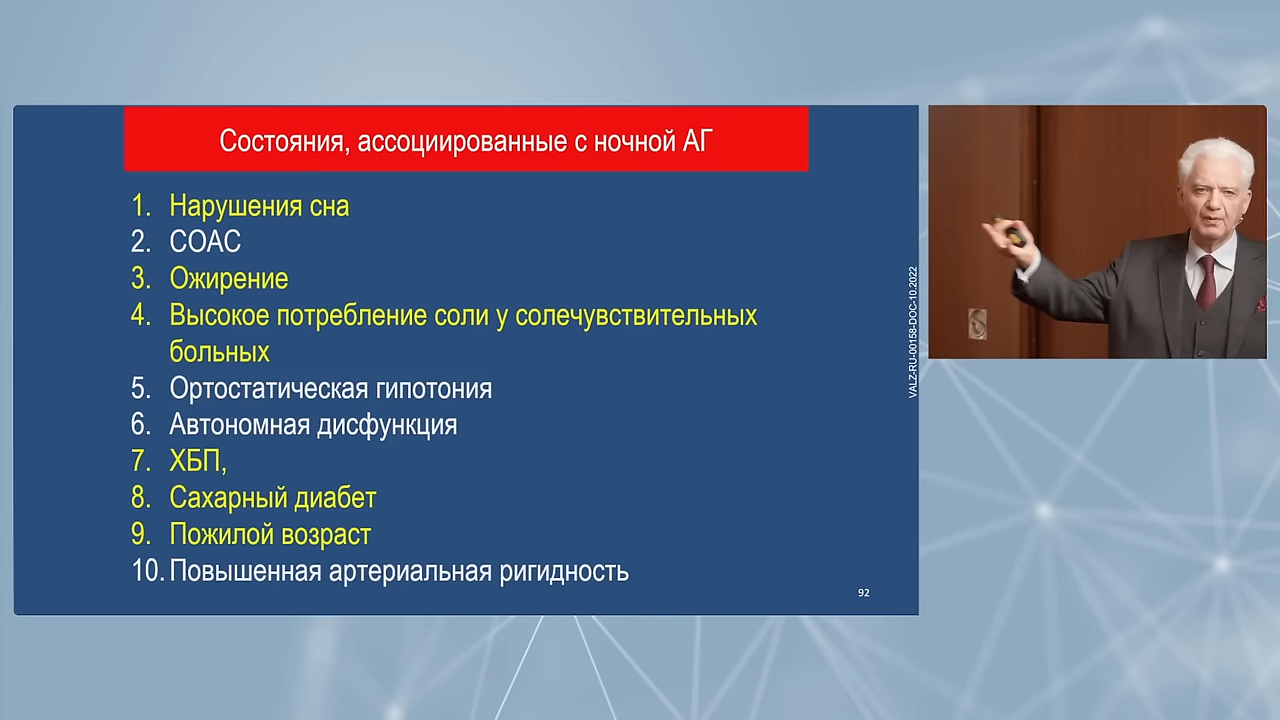 Состояния, ассоциированные с ночной АГ
1. Нарушения сна
2. СОАС
3. Ожирение
4. Высокое потребление соли у солечувствительных
больных
5. Ортостатическая гипотония
6. Автономная дисфункция
7. ХБП,
8. Сахарный диабет
9. Пожилой возраст
10. Повышенная артериальная ригидность
92
VALZ-RU-00158-DOC-10.2022